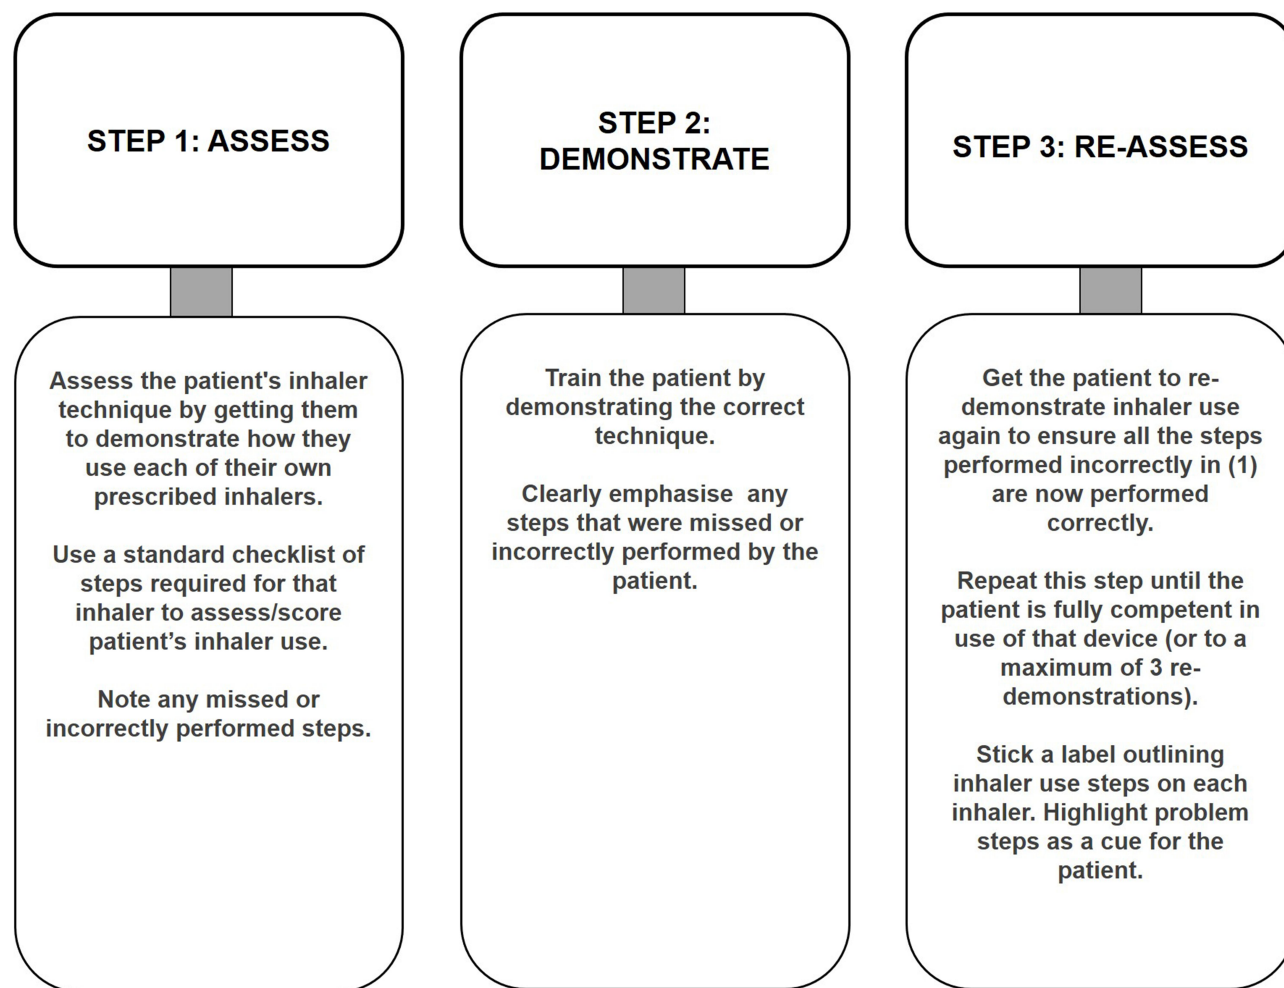 STEP 1: ASSESS
Assess the patient's inhaler
technique by getting them
to demonstrate how they
use each of their own
prescribed inhalers.
Use a standard checklist of
steps required for that
inhaler to assess/score
patient’s inhaler use.
Note any missed or
incorrectly performed steps.
STEP 2:
DEMONSTRATE
Train the patient by
demonstrating the correct
technique.
Clearly emphasise  any
steps that were missed or
incorrectly performed by the
patient.
STEP 3: RE-ASSESS
Get the patient to re-
demonstrate inhaler use
again to ensure all the steps
performed incorrectly in (1)
are now performed
correctly.
Repeat this step until the
patient is fully competent in
use of that device (or to a
maximum of 3 re-
demonstrations).
Stick a label outlining
inhaler use steps on each
inhaler. Highlight problem
steps as a cue for the
patient.